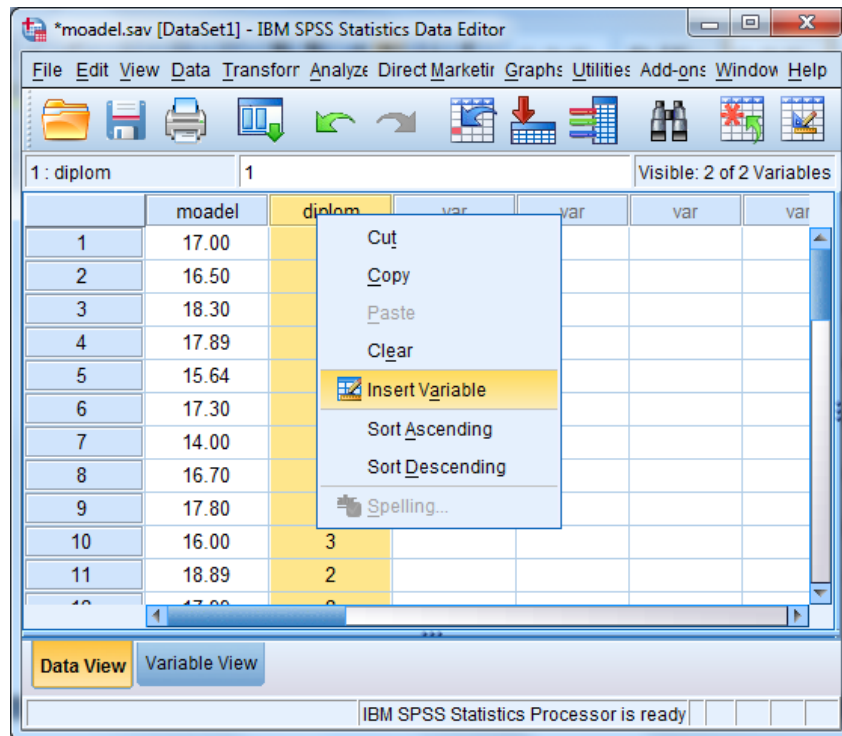 *moadel.sav [DataSet1] - IBM SPSS Statistics Data Editor
File Edit View Data Transforr Analyze Direct Marketir Graphs Utilities Add-ons Window Help
1 : diplom 1 Visible: 2 of 2 Variables
moadel diplom var var var var
1 17.00
2 16.50
3 18.30
4 17.89
5 15.64
6 17.30
7 14.00
8 16.70
9 17.80
10 16.00 3
11 18.89 2
Cut
Copy
Paste
Clear
Insert Variable
Sort Ascending
Sort Descending
Spelling...
Data View Variable View
IBM SPSS Statistics Processor is ready